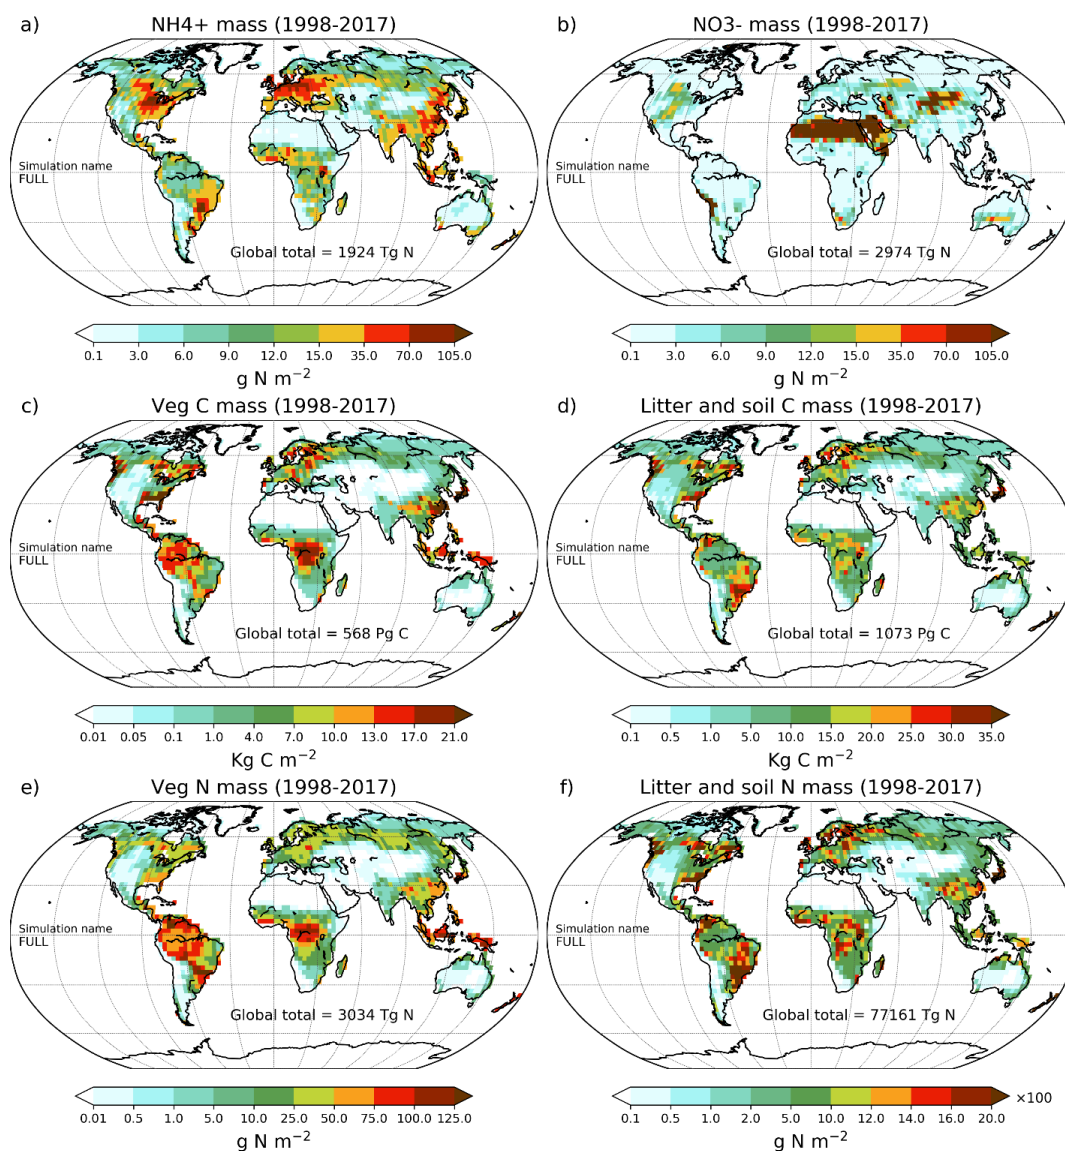 a) NH4+ mass (1998-2017)
Simulation name
FULL
Global total = 1924 Tg N
0.1 3.0 6.0 9.0 12.0 15.0 35.0 70.0 105.0
g N m⁻²
b) NO3- mass (1998-2017)
Simulation name
FULL
Global total = 2974 Tg N
0.1 3.0 6.0 9.0 12.0 15.0 35.0 70.0 105.0
g N m⁻²
c) Veg C mass (1998-2017)
Simulation name
FULL
Global total = 568 Pg C
0.01 0.05 0.1 1.0 4.0 7.0 10.0 13.0 17.0 21.0
Kg C m⁻²
d) Litter and soil C mass (1998-2017)
Simulation name
FULL
Global total = 1073 Pg C
0.1 0.5 1.0 5.0 10.0 15.0 20.0 25.0 30.0 35.0
Kg C m⁻²
e) Veg N mass (1998-2017)
Simulation name
FULL
Global total = 3034 Tg N
0.01 0.5 1.0 5.0 10.0 25.0 50.0 75.0 100.0 125.0
g N m⁻²
f) Litter and soil N mass (1998-2017)
Simulation name
FULL
Global total = 77161 Tg N
0.1 0.5 1.0 2.0 5.0 10.0 12.0 14.0 16.0 20.0 ×100
g N m⁻²